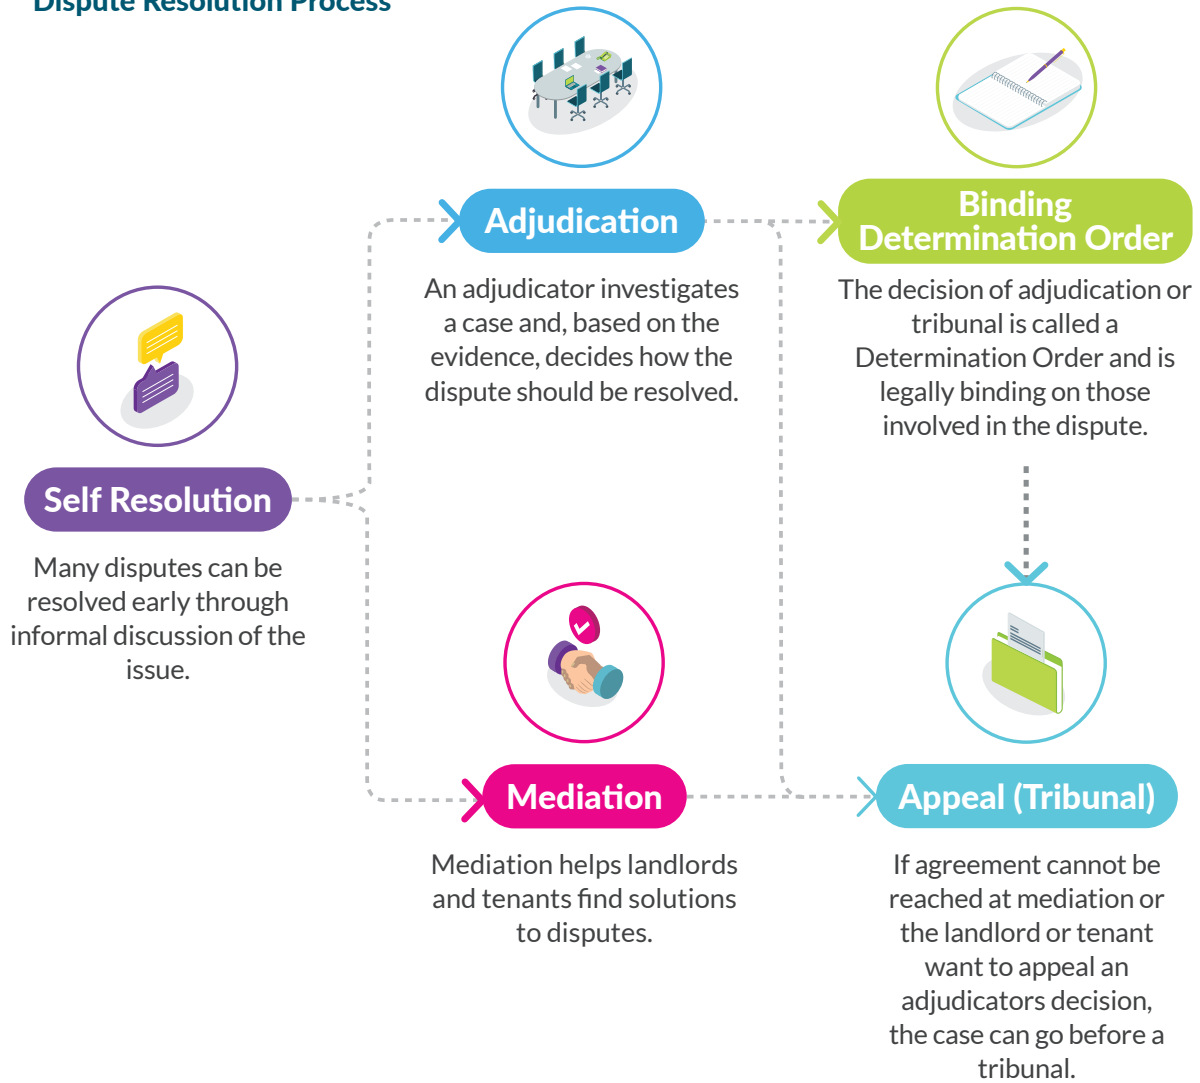 Dispute Resolution Process
Adjudication
An adjudicator investigates
a case and, based on the
evidence, decides how the
dispute should be resolved.
Binding
Determination Order
The decision of adjudication or
tribunal is called a
Determination Order and is
legally binding on those
involved in the dispute.
Self Resolution
Many disputes can be
resolved early through
informal discussion of the
issue.
Mediation
Mediation helps landlords
and tenants find solutions
to disputes.
Appeal (Tribunal)
If agreement cannot be
reached at mediation or
the landlord or tenant
want to appeal an
adjudicators decision,
the case can go before a
tribunal.